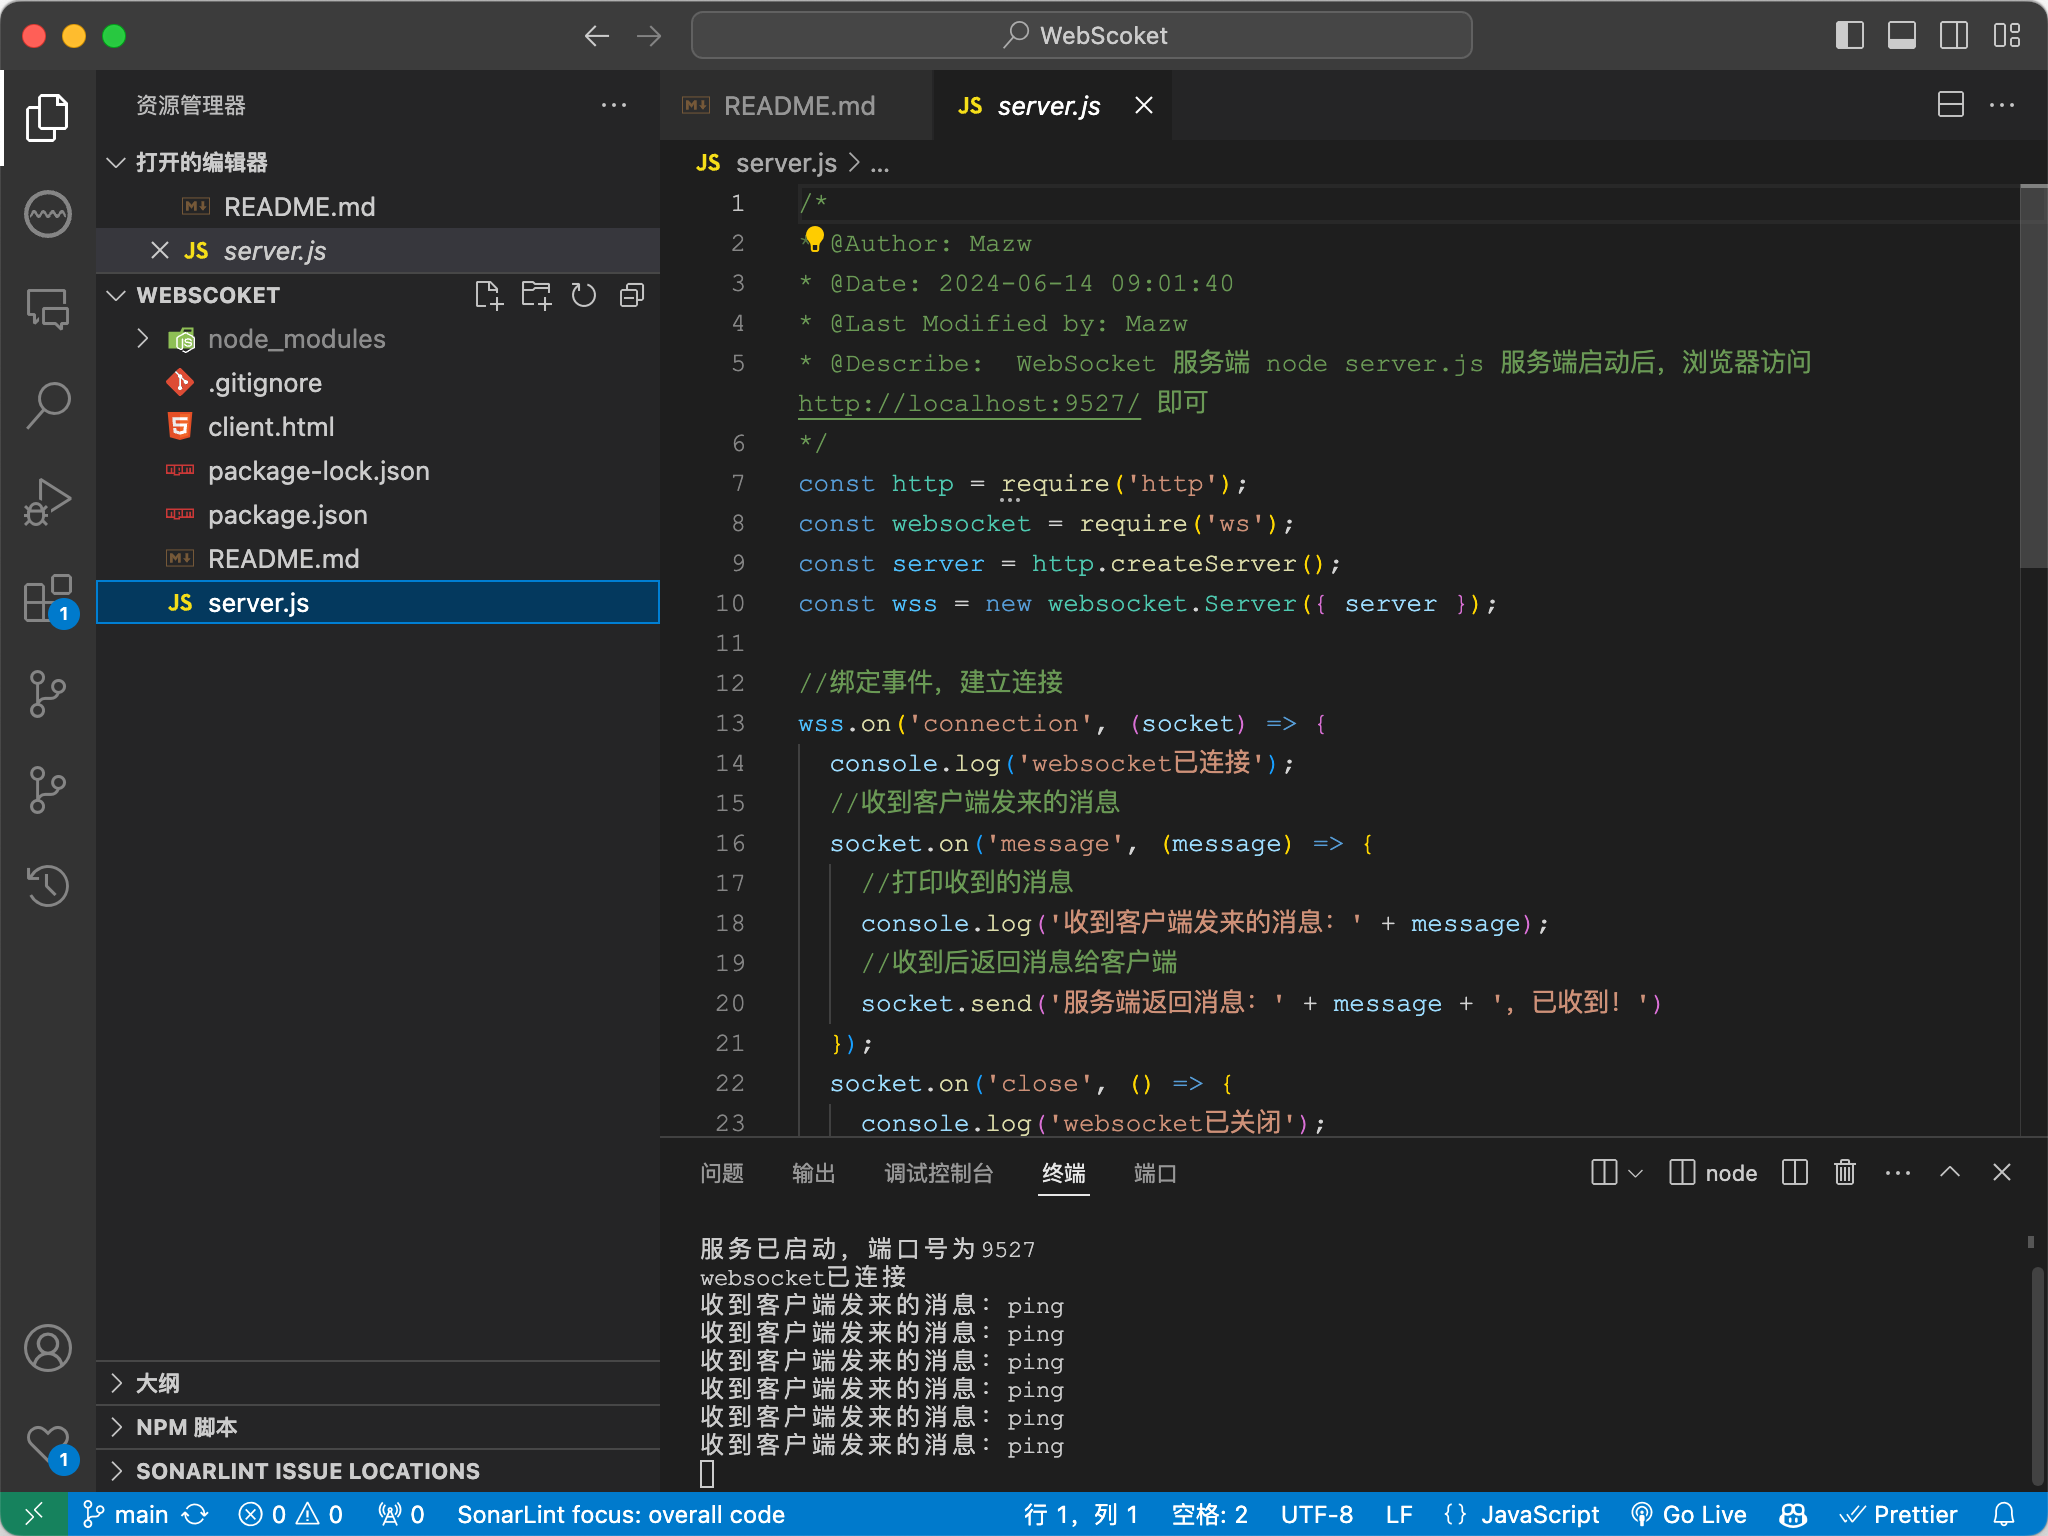 WebScoket
资源管理器
打开的编辑器
README.md
JS server.js
WEBSCOKET
node_modules
.gitignore
client.html
package-lock.json
package.json
README.md
JS server.js
大纲
NPM 脚本
SONARLINT ISSUE LOCATIONS
README.md
JS server.js
JS server.js > ...
1 /*
2 * @Author: Mazw
3 * @Date: 2024-06-14 09:01:40
4 * @Last Modified by: Mazw
5 * @Describe:  WebSocket 服务端 node server.js 服务端启动后，浏览器访问
http://localhost:9527/ 即可
6 */
7 const http = require('http');
8 const websocket = require('ws');
9 const server = http.createServer();
10 const wss = new websocket.Server({ server });
11
12 //绑定事件，建立连接
13 wss.on('connection', (socket) => {
14 console.log('websocket已连接');
15 //收到客户端发来的消息
16 socket.on('message', (message) => {
17 //打印收到的消息
18 console.log('收到客户端发来的消息：' + message);
19 //收到后返回消息给客户端
20 socket.send('服务端返回消息：' + message + '，已收到！')
21 });
22 socket.on('close', () => {
23 console.log('websocket已关闭');
问题 输出 调试控制台 终端 端口
node
服务已启动，端口号为9527
websocket已连接
收到客户端发来的消息：ping
收到客户端发来的消息：ping
收到客户端发来的消息：ping
收到客户端发来的消息：ping
收到客户端发来的消息：ping
收到客户端发来的消息：ping
1
1
main 0 0 0 SonarLint focus: overall code 行 1，列 1 空格: 2 UTF-8 LF {} JavaScript Go Live Prettier